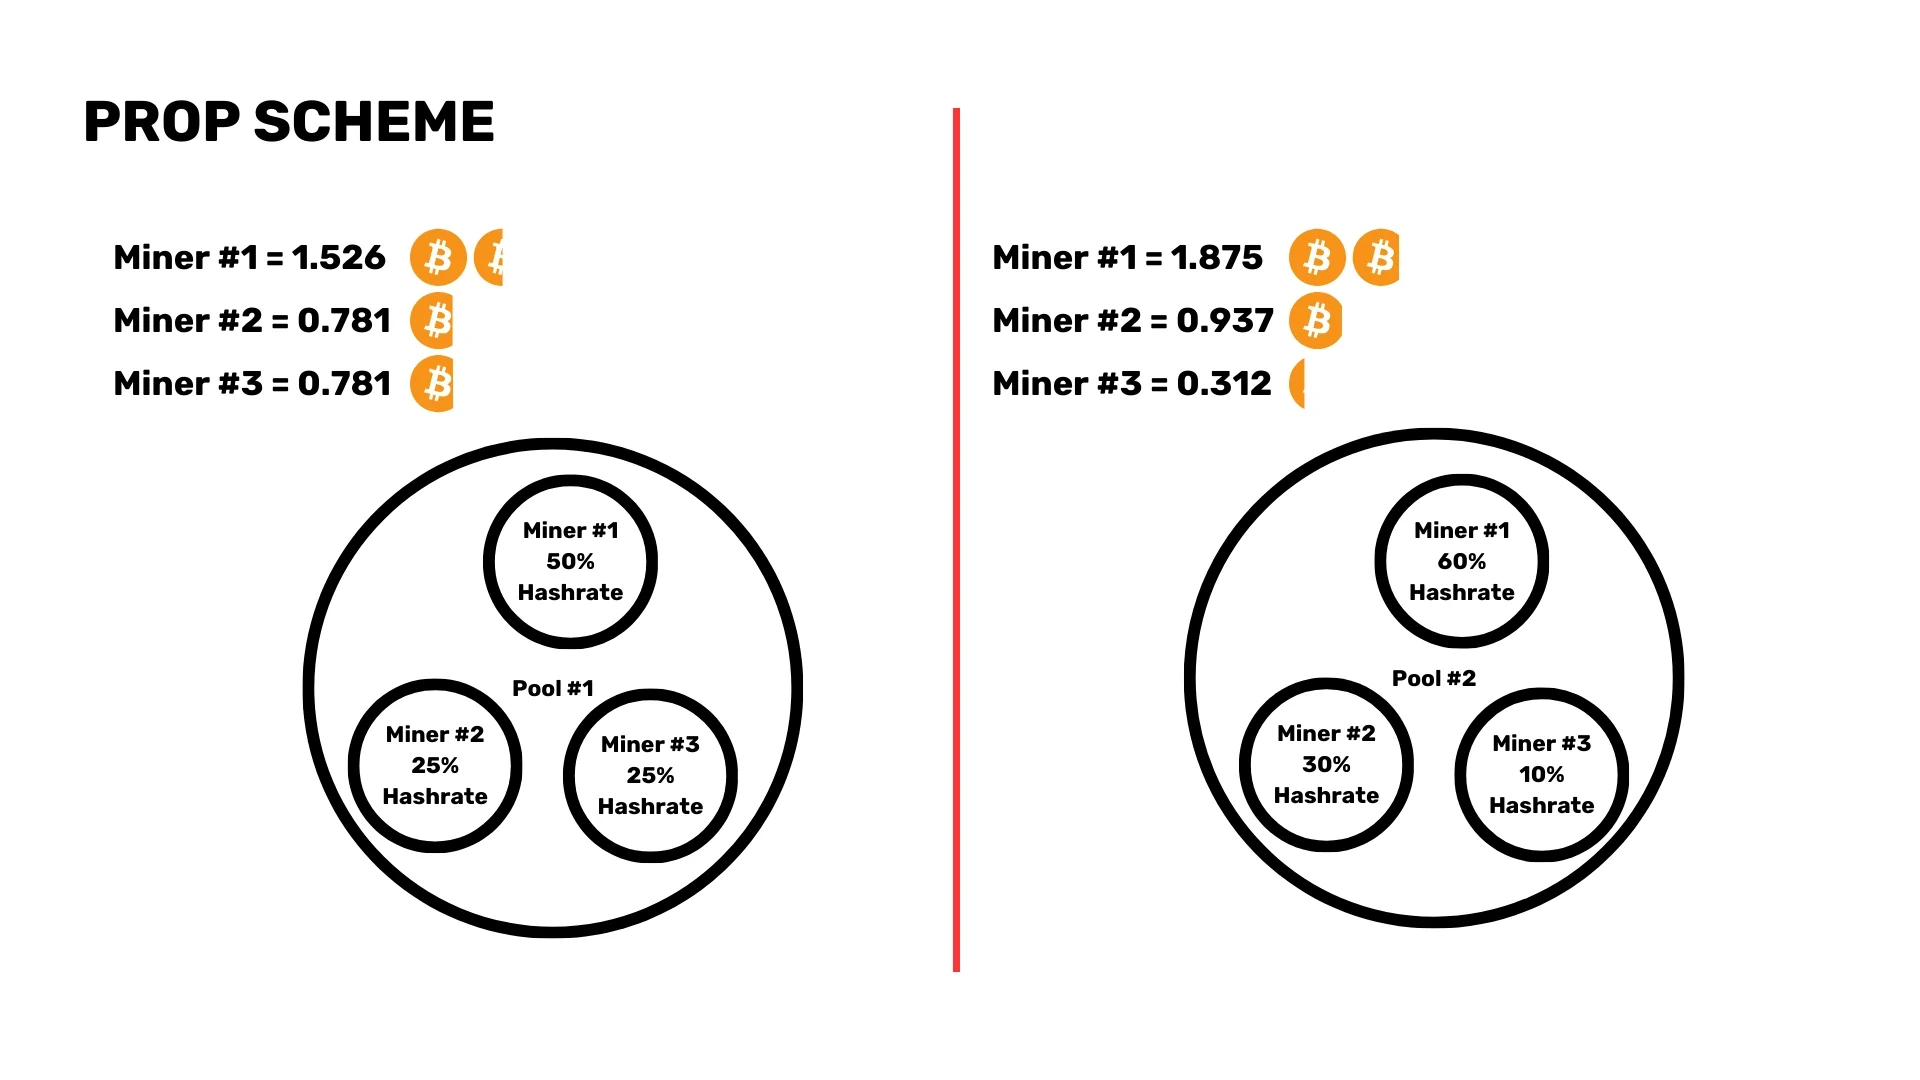 PROP SCHEME
Miner #1 = 1.526
Miner #2 = 0.781
Miner #3 = 0.781
Miner #1
50%
Hashrate
Pool #1
Miner #2
25%
Hashrate
Miner #3
25%
Hashrate
Miner #1 = 1.875
Miner #2 = 0.937
Miner #3 = 0.312
Miner #1
60%
Hashrate
Pool #2
Miner #2
30%
Hashrate
Miner #3
10%
Hashrate